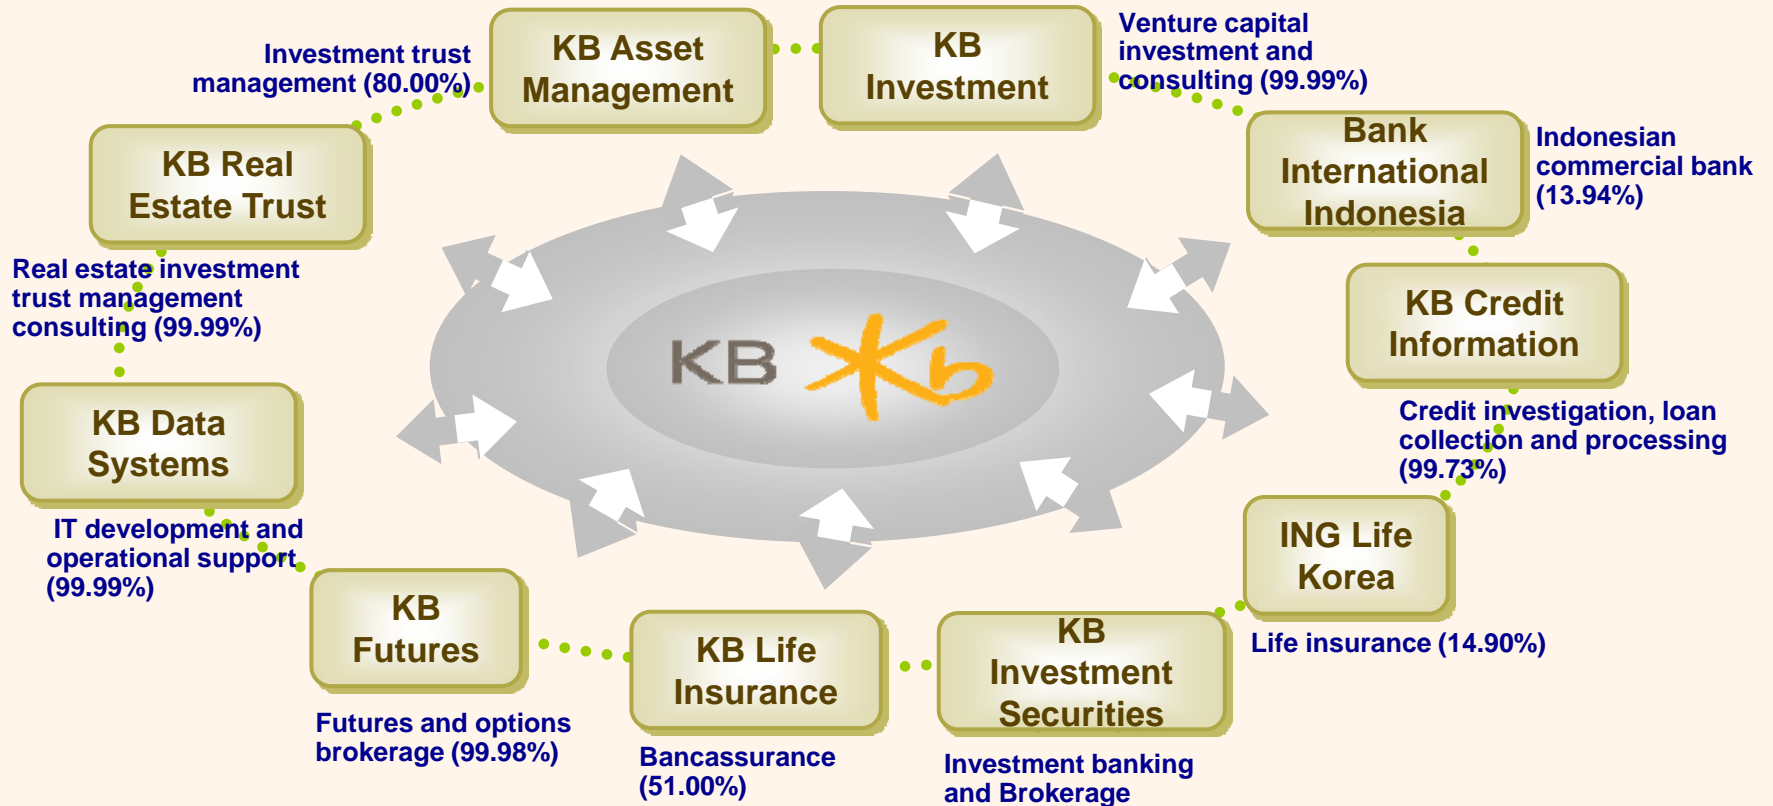 Investment trust
management (80.00%)
KB Asset
Management
KB
Investment
Venture capital
investment and
consulting (99.99%)
Bank
International
Indonesia
Indonesian
commercial bank
(13.94%)
KB Real
Estate Trust
Real estate investment
trust management
consulting (99.99%)
KB Credit
Information
Credit investigation, loan
collection and processing
(99.73%)
KB Kb
KB Data
Systems
IT development and
operational support
(99.99%)
ING Life
Korea
Life insurance (14.90%)
KB
Futures
Futures and options
brokerage (99.98%)
KB Life
Insurance
Bancassurance
(51.00%)
KB
Investment
Securities
Investment banking
and Brokerage